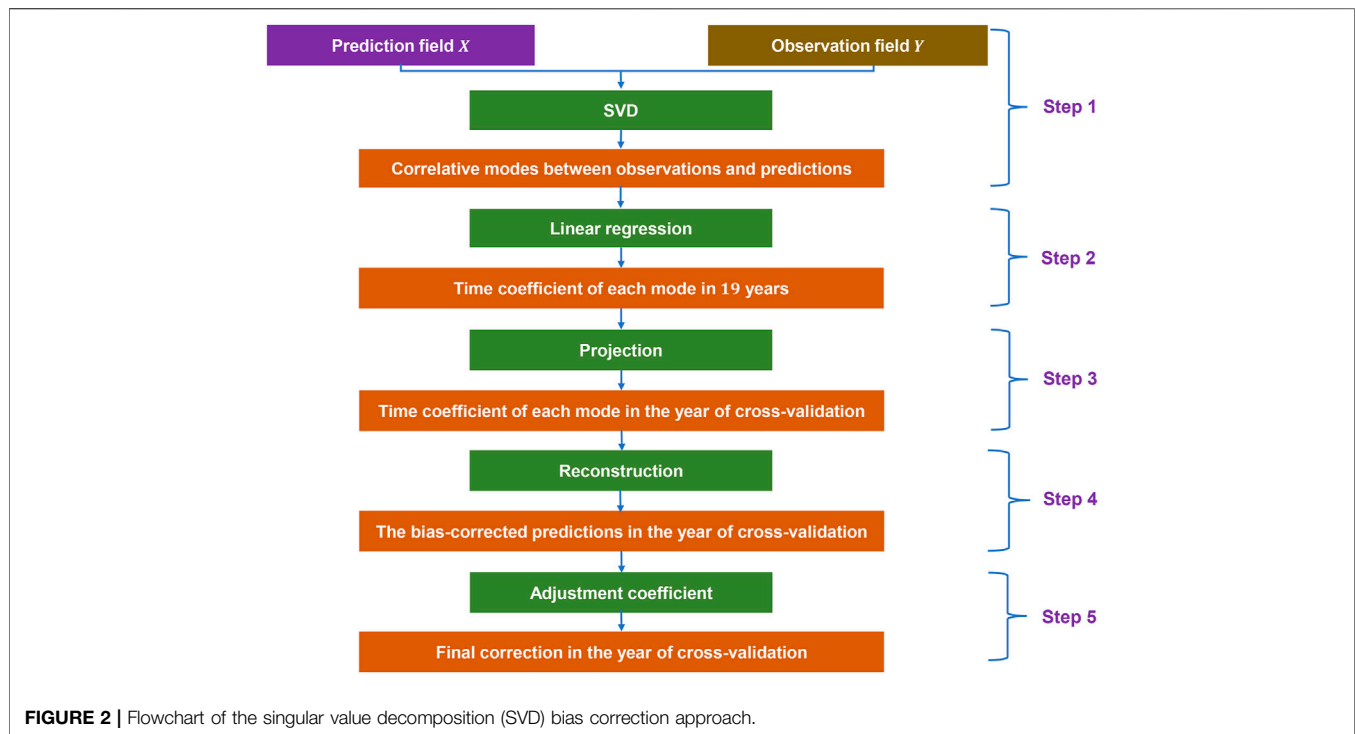 Prediction field X
Observation field Y
SVD
Correlative modes between observations and predictions
Step 1
Linear regression
Time coefficient of each mode in 19 years
Step 2
Projection
Time coefficient of each mode in the year of cross-validation
Step 3
Reconstruction
The bias-corrected predictions in the year of cross-validation
Step 4
Adjustment coefficient
Final correction in the year of cross-validation
Step 5
FIGURE 2 | Flowchart of the singular value decomposition (SVD) bias correction approach.